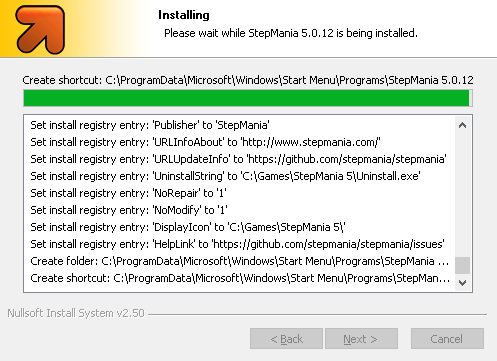 Installing
Please wait while StepMania 5.0.12 is being installed.
Create shortcut: C:\ProgramData\Microsoft\Windows\Start Menu\Programs\StepMania 5.0.12
Set install registry entry: 'Publisher' to 'StepMania'
Set install registry entry: 'URLInfoAbout' to 'http://www.stepmania.com/'
Set install registry entry: 'URLUpdateInfo' to 'https://github.com/stepmania/stepmania'
Set install registry entry: 'UninstallString' to 'C:\Games\StepMania 5\Uninstall.exe'
Set install registry entry: 'NoRepair' to '1'
Set install registry entry: 'NoModify' to '1'
Set install registry entry: 'DisplayIcon' to 'C:\Games\StepMania 5\'
Set install registry entry: 'HelpLink' to 'https://github.com/stepmania/stepmania/issues'
Create folder: C:\ProgramData\Microsoft\Windows\Start Menu\Programs\StepMania ...
Create shortcut: C:\ProgramData\Microsoft\Windows\Start Menu\Programs\StepMan...
Nullsoft Install System v2.50
< Back Next > Cancel